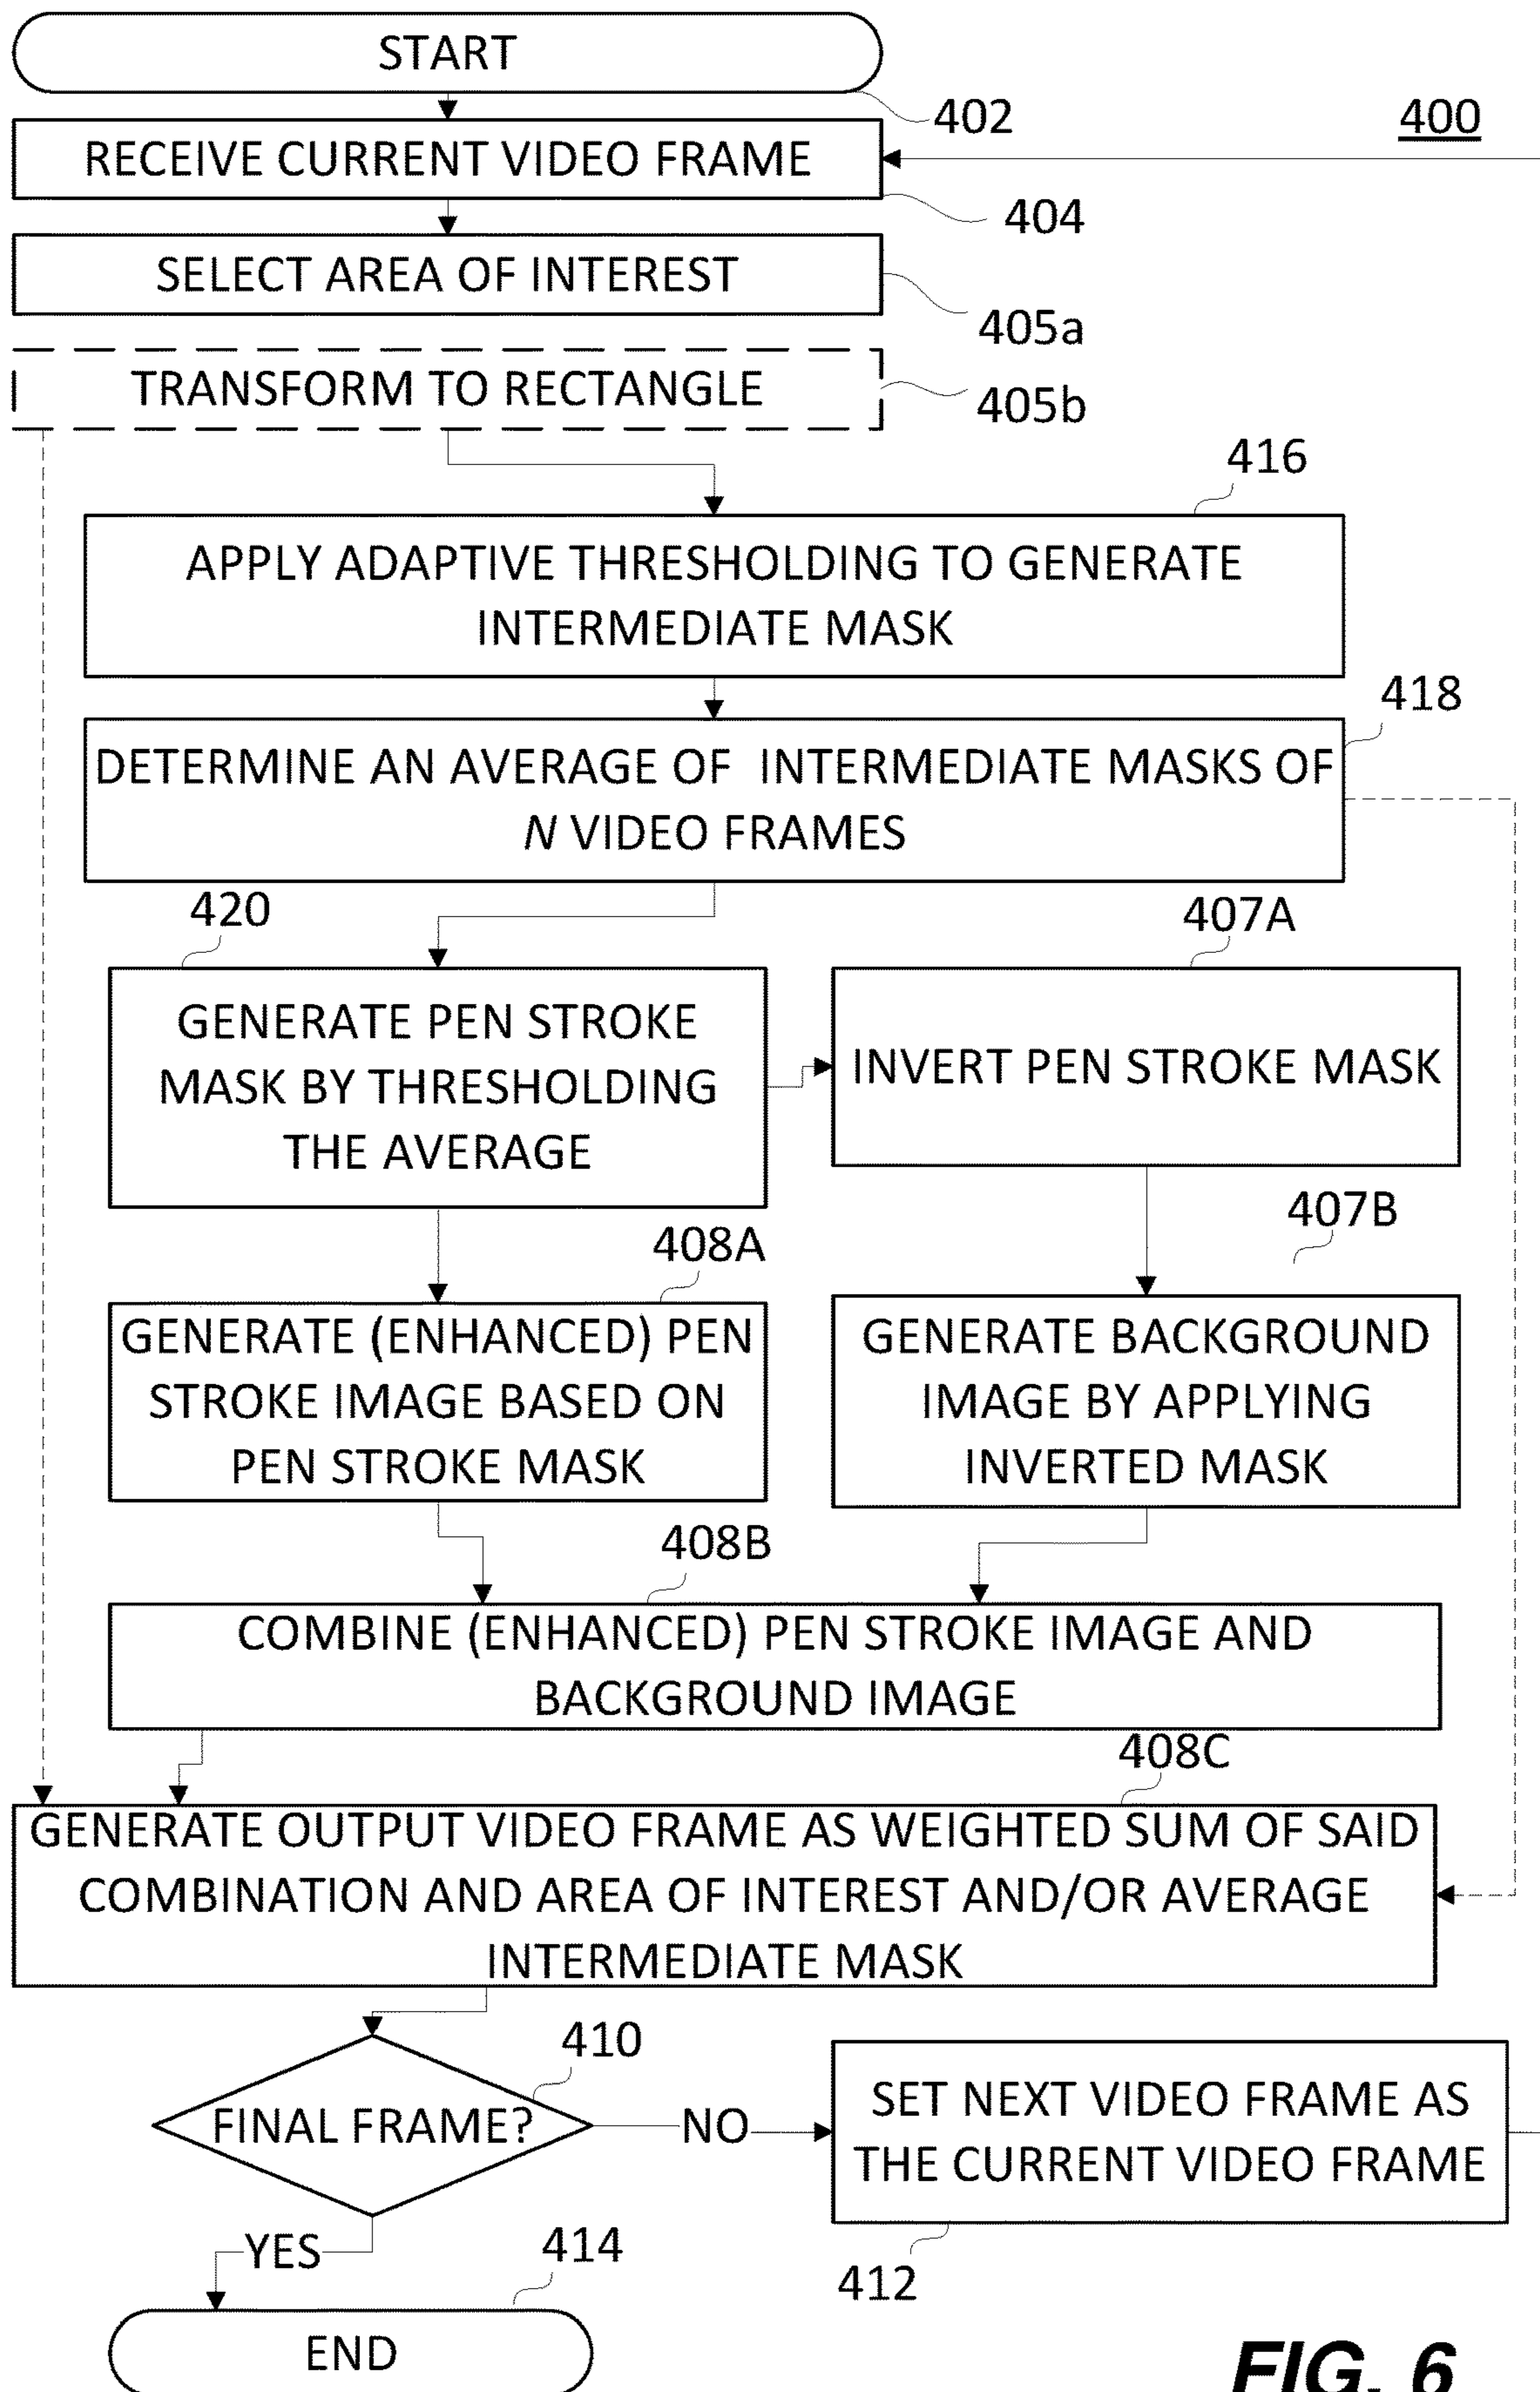 START
402
400
RECEIVE CURRENT VIDEO FRAME
404
SELECT AREA OF INTEREST
405a
TRANSFORM TO RECTANGLE
405b
416
APPLY ADAPTIVE THRESHOLDING TO GENERATE
INTERMEDIATE MASK
418
DETERMINE AN AVERAGE OF INTERMEDIATE MASKS OF
N VIDEO FRAMES
420
407A
GENERATE PEN STROKE
MASK BY THRESHOLDING
THE AVERAGE
INVERT PEN STROKE MASK
407B
408A
GENERATE (ENHANCED) PEN
STROKE IMAGE BASED ON
PEN STROKE MASK
GENERATE BACKGROUND
IMAGE BY APPLYING
INVERTED MASK
408B
COMBINE (ENHANCED) PEN STROKE IMAGE AND
BACKGROUND IMAGE
408C
GENERATE OUTPUT VIDEO FRAME AS WEIGHTED SUM OF SAID
COMBINATION AND AREA OF INTEREST AND/OR AVERAGE
INTERMEDIATE MASK
410
FINAL FRAME?
NO
SET NEXT VIDEO FRAME AS
THE CURRENT VIDEO FRAME
412
YES
414
END
FIG. 6